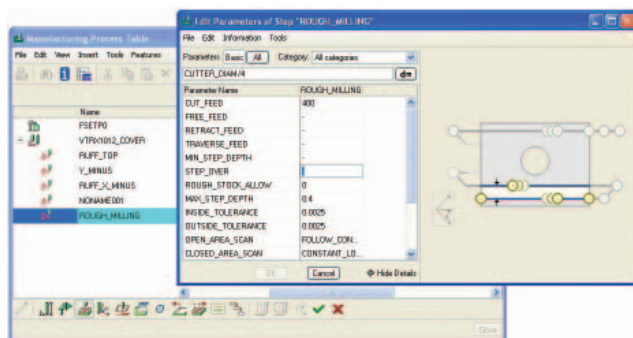 Edit Parameters of Step "ROUGH_MILLING"
File Edit Information Tools
Parameters Basic All Category: All categories
CUTTER_DIAM/4
Parameter Name ROUGH_MILLING
CUT_FEED 400
FREE_FEED -
RETRACT_FEED -
TRAVERSE_FEED -
MIN_STEP_DEPTH -
STEP_OVER
ROUGH_STOCK_ALLOW 0
MAX_STEP_DEPTH 0.4
INSIDE_TOLERANCE 0.0025
OUTSIDE_TOLERANCE 0.0025
OPEN_AREA_SCAN FOLLOW_CON...
CLOSED_AREA_SCAN CONSTANT_LO...
OK Cancel Hide Details
Manufacturing Process Table
File Edit View Insert Tools Features
Name
FSETP0
VTRX1012_COVER
RUFF_TOP
Y_MINUS
RUFF_X_MINUS
NONAME001
ROUGH_MILLING
Close